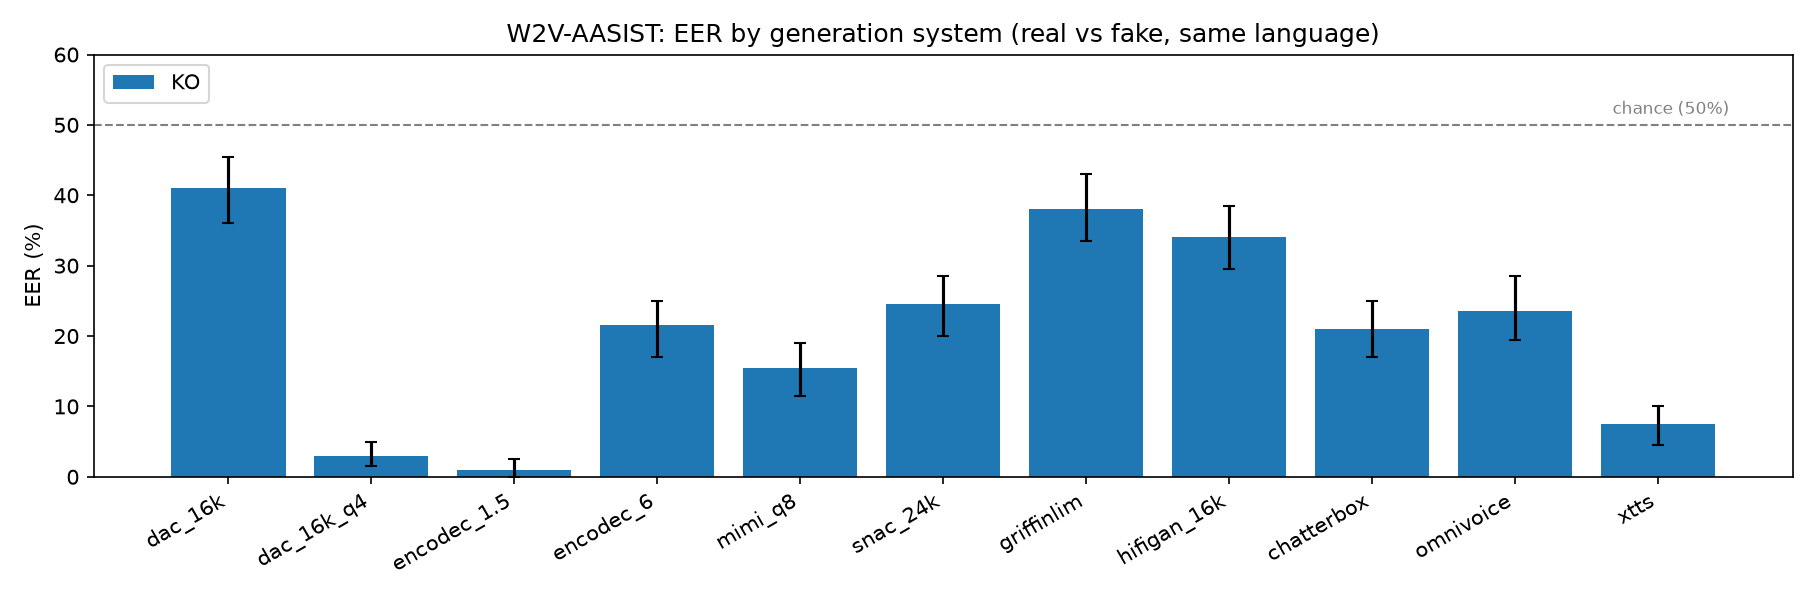 W2V-AASIST: EER by generation system (real vs fake, same language)
KO
chance (50%)
EER (%)
60
50
40
30
20
10
0
dac_16k
dac_16k_q4
encodec_1.5
encodec_6
mimi_q8
snac_24k
griffinlim
hifigan_16k
chatterbox
omnivoice
xtts